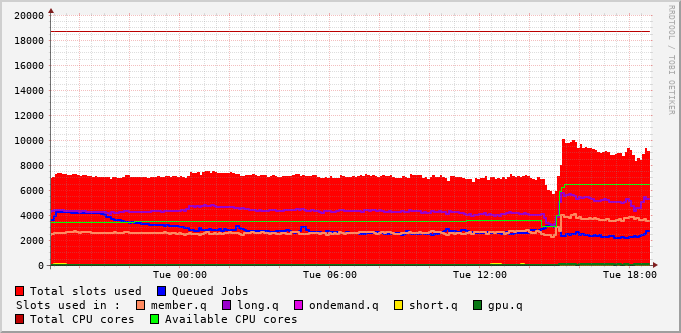 20000
18000
16000
14000
12000
10000
8000
6000
4000
2000
0
Tue 00:00 Tue 06:00 Tue 12:00 Tue 18:00
RRDTOOL / TOBI OETIKER
Total slots used Queued Jobs
Slots used in : member.q long.q ondemand.q short.q gpu.q
Total CPU cores Available CPU cores